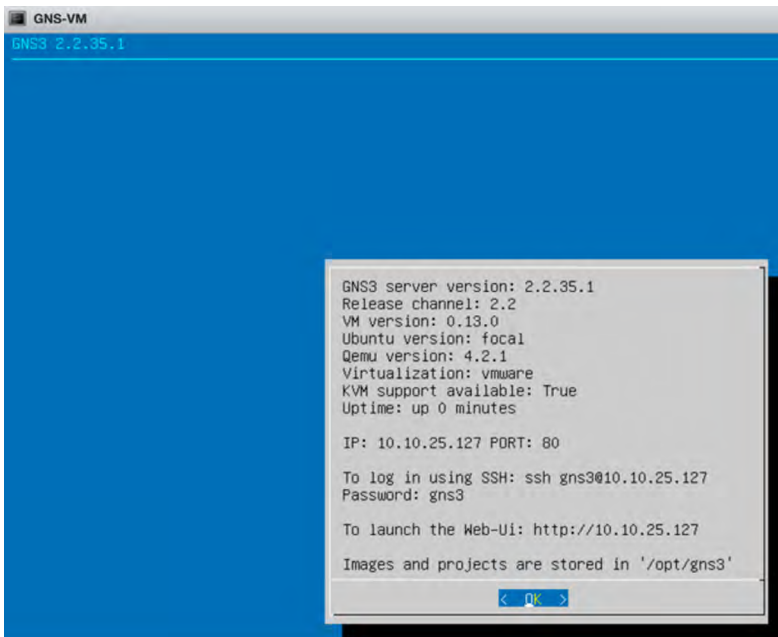 GNS-VM
GNS3 2.2.35.1
GNS3 server version: 2.2.35.1
Release channel: 2.2
VM version: 0.13.0
Ubuntu version: focal
Qemu version: 4.2.1
Virtualization: vmware
KVM support available: True
Uptime: up 0 minutes
IP: 10.10.25.127 PORT: 80
To log in using SSH: ssh gns3@10.10.25.127
Password: gns3
To launch the Web-Ui: http://10.10.25.127
Images and projects are stored in '/opt/gns3'
< OK >